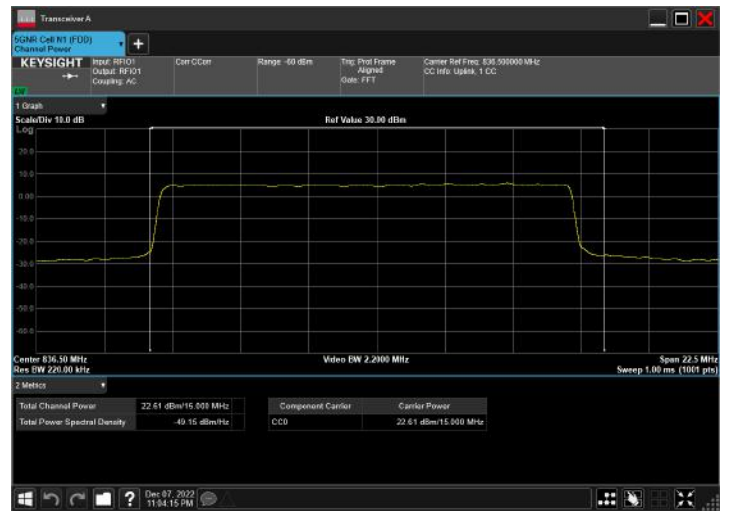 Transceiver A
5GNR Cell N1 (FDD)
Channel Power
KEYSIGHT
Input: RFIO1
Output: RFIO1
Coupling: AC
Corr CCorr
Range: -60 dBm
Trig: Prot Frame
Aligned
Gate: FFT
Carrier Ref Freq: 836.500000 MHz
CC Info: Uplink, 1 CC
1 Graph
Scale/Div 10.0 dB
Ref Value 30.00 dBm
Log
20.0
10.0
0.00
-10.0
-20.0
-30.0
-40.0
-50.0
-60.0
Center 836.50 MHz
Video BW 2.2000 MHz
Span 22.5 MHz
Res BW 220.00 kHz
Sweep 1.00 ms (1001 pts)
2 Metrics
Total Channel Power
22.61 dBm/15.000 MHz
Total Power Spectral Density
-49.15 dBm/Hz
Component Carrier
Carrier Power
CC0
22.61 dBm/15.000 MHz
?
Dec 07, 2022
11:04:15 PM